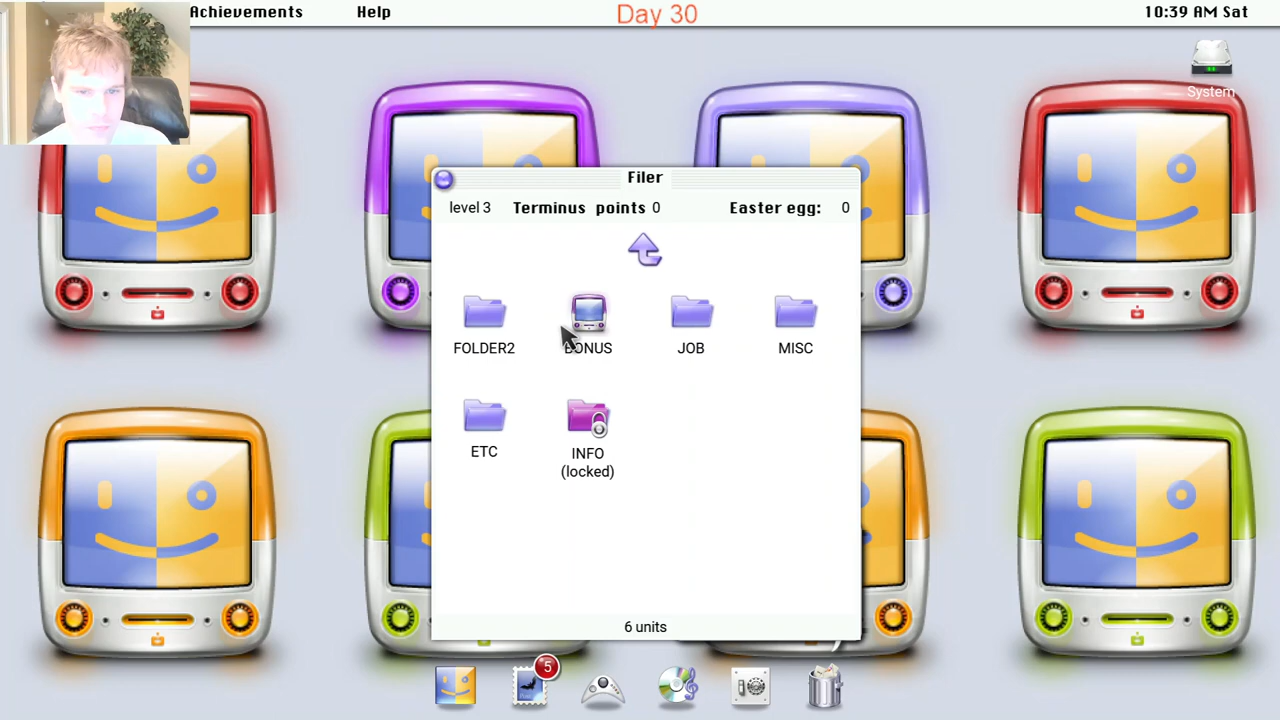 Achievements Help Day 30 10:39 AM Sat
System
Filer
level 3 Terminus points 0 Easter egg: 0
FOLDER2 BONUS JOB MISC
ETC INFO
(locked)
6 units
5